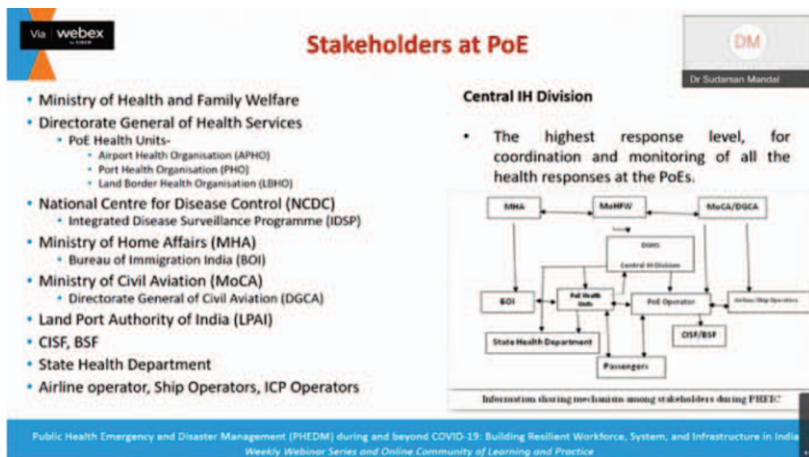 Via webex
by CISCO
Stakeholders at PoE
DM
Dr Sudarsan Mandal
• Ministry of Health and Family Welfare
• Directorate General of Health Services
• PoE Health Units-
• Airport Health Organisation (APHO)
• Port Health Organisation (PHO)
• Land Border Health Organisation (LBHO)
• National Centre for Disease Control (NCDC)
• Integrated Disease Surveillance Programme (IDSP)
• Ministry of Home Affairs (MHA)
• Bureau of Immigration India (BOI)
• Ministry of Civil Aviation (MoCA)
• Directorate General of Civil Aviation (DGCA)
• Land Port Authority of India (LPAI)
• CISF, BSF
• State Health Department
• Airline operator, Ship Operators, ICP Operators
Central IH Division
• The highest response level, for
coordination and monitoring of all the
health responses at the PoEs.
MHA
MoHFW
MoCA/DGCA
DGHS
Central IH Division
BOI
PoE Health
Units
PoE Operator
Airline/Ship Operators
State Health Department
CISF/BSF
Passengers
Information sharing mechanism among stakeholders during PHEIC
Public Health Emergency and Disaster Management (PHEDM) during and beyond COVID-19: Building Resilient Workforce, System, and Infrastructure in India
Weekly Webinar Series and Online Community of Learning and Practice